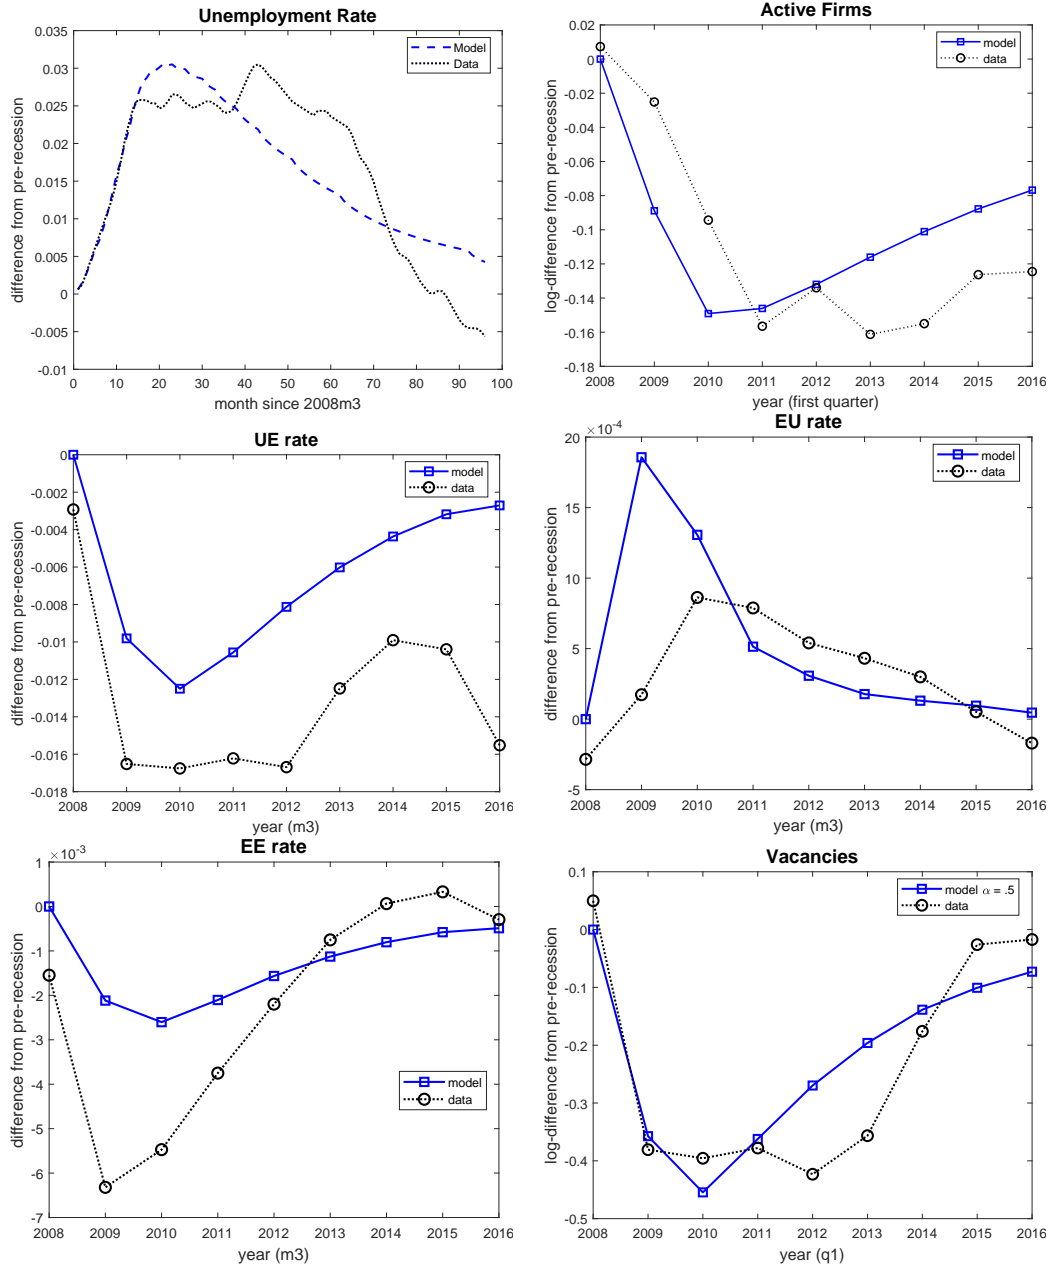 Unemployment Rate
0.035
0.03
0.025
0.02
0.015
0.01
0.005
0
-0.005
-0.01
difference from pre-recession
Model
Data
0 10 20 30 40 50 60 70 80 90 100
month since 2008m3
Active Firms
0.02
0
-0.02
-0.04
-0.06
-0.08
-0.1
-0.12
-0.14
-0.16
-0.18
log-difference from pre-recession
model
data
2008 2009 2010 2011 2012 2013 2014 2015 2016
year (first quarter)
UE rate
0
-0.002
-0.004
-0.006
-0.008
-0.01
-0.012
-0.014
-0.016
-0.018
difference from pre-recession
model
data
2008 2009 2010 2011 2012 2013 2014 2015 2016
year (m3)
EU rate
×10-4
20
15
10
5
0
-5
difference from pre-recession
model
data
2008 2009 2010 2011 2012 2013 2014 2015 2016
year (m3)
EE rate
×10-3
1
0
-1
-2
-3
-4
-5
-6
-7
difference from pre-recession
model
data
2008 2009 2010 2011 2012 2013 2014 2015 2016
year (m3)
Vacancies
0.1
0
-0.1
-0.2
-0.3
-0.4
-0.5
log-difference from pre-recession
model α = .5
data
2008 2009 2010 2011 2012 2013 2014 2015 2016
year (q1)